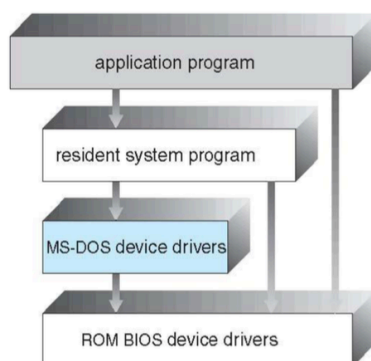 application program
resident system program
MS-DOS device drivers
ROM BIOS device drivers